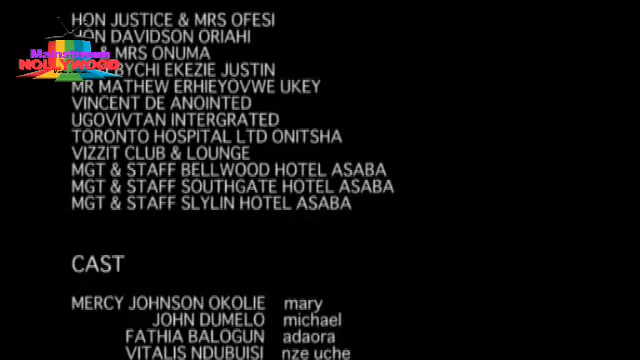 HON JUSTICE & MRS OFESI
HON DAVIDSON ORIAHI
& MRS ONUMA
EKEZIE JUSTIN
MR MATHEW ERHIEYOVWE UKEY
VINCENT DE ANOINTED
UGOVIVTAN INTERGRATED
TORONTO HOSPITAL LTD ONITSHA
VIZZIT CLUB & LOUNGE
MGT & STAFF BELLWOOD HOTEL ASABA
MGT & STAFF SOUTHGATE HOTEL ASABA
MGT & STAFF SLYLIN HOTEL ASABA
Mainstream
NOLLYWOOD
CAST
MERCY JOHNSON OKOLIE mary
JOHN DUMELO michael
FATHIA BALOGUN adaora
VITALIS NDUBUISI nze uche